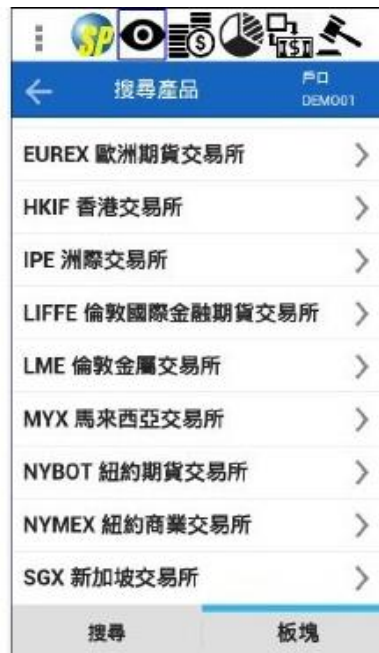 SP
搜尋產品
戶口
DEMO01
EUREX 歐洲期貨交易所
HKIF 香港交易所
IPE 洲際交易所
LIFFE 倫敦國際金融期貨交易所
LME 倫敦金屬交易所
MYX 馬來西亞交易所
NYBOT 紐約期貨交易所
NYMEX 紐約商業交易所
SGX 新加坡交易所
搜尋
板塊